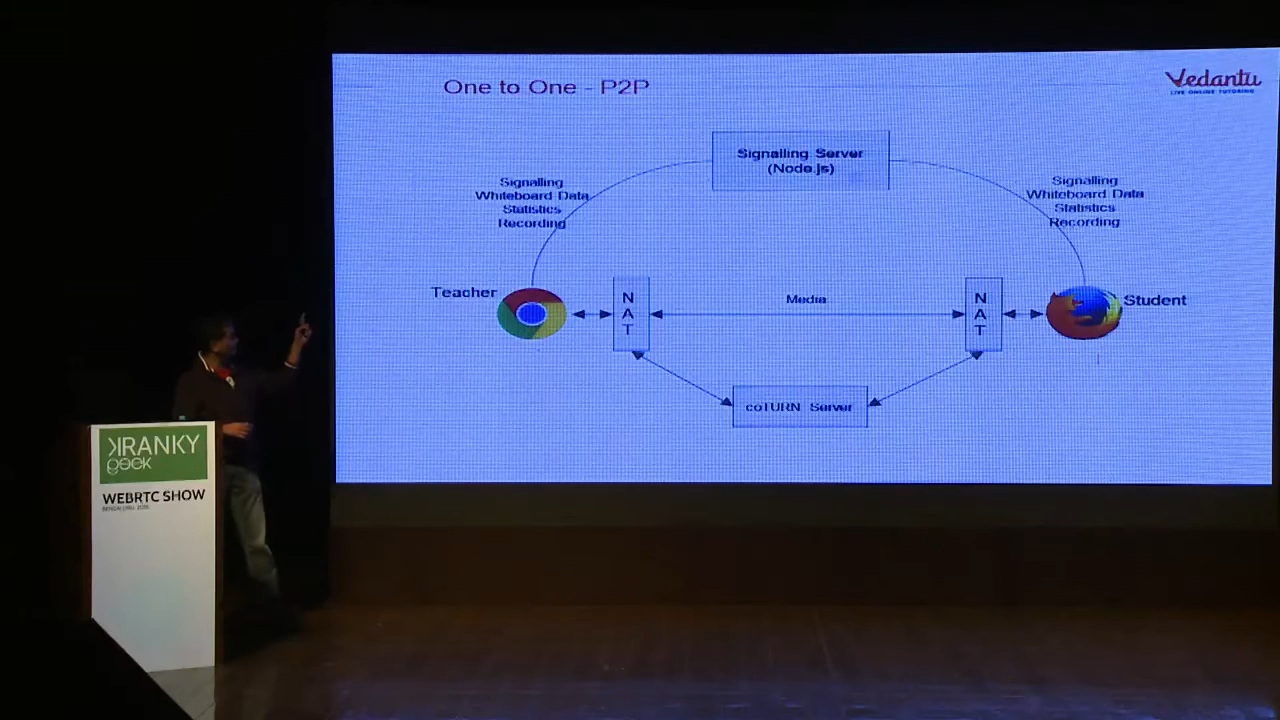 One to One - P2P
Vedantu
LIVE ONLINE TUTORING
Signalling Server
(Node.js)
Signalling
Whiteboard Data
Statistics
Recording
Signalling
Whiteboard Data
Statistics
Recording
Teacher
N
A
T
Media
N
A
T
Student
coTURN Server
KRANKY
geek
WEBRTC SHOW